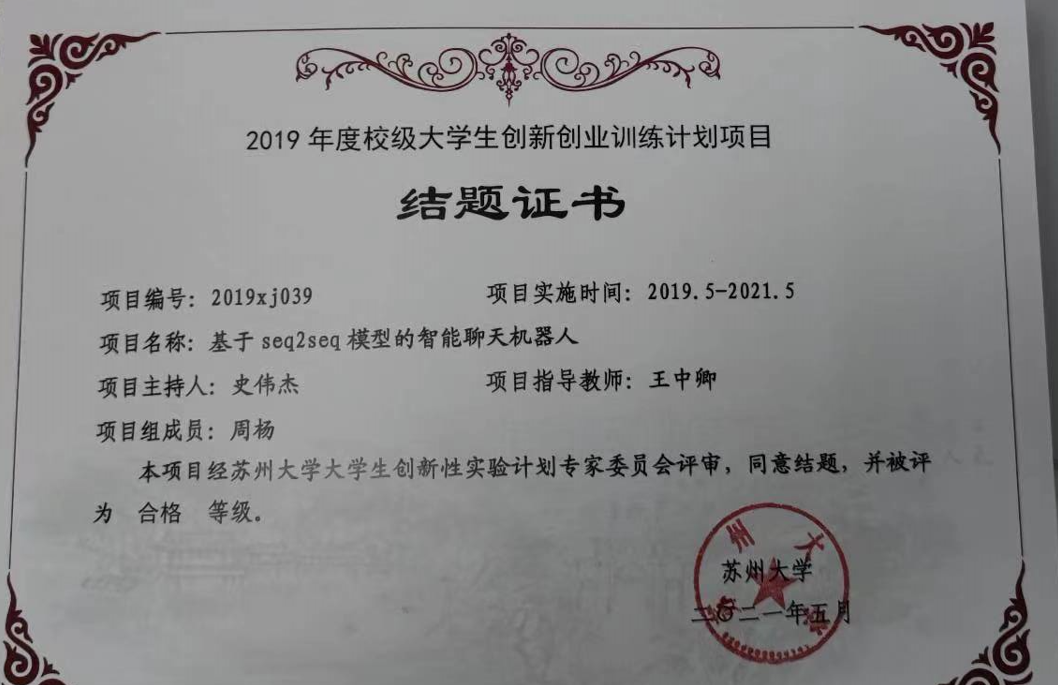 2019 年度校级大学生创新创业训练计划项目
结题证书
项目编号：2019xj039 项目实施时间：2019.5-2021.5
项目名称：基于 seq2seq 模型的智能聊天机器人
项目主持人：史伟杰 项目指导教师：王中卿
项目组成员：周杨
本项目经苏州大学大学生创新性实验计划专家委员会评审，同意结题，并被评
为 合格 等级。
苏州大学
二〇二一年五月